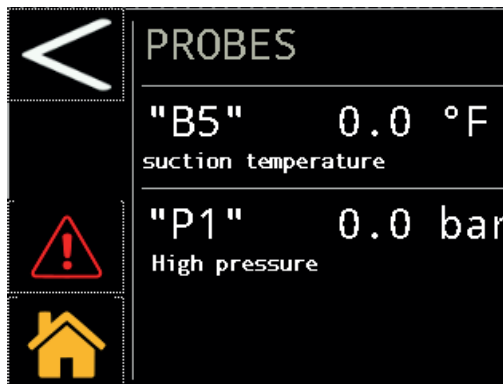 PROBES
"B5" 0.0 °F
suction temperature
"P1" 0.0 bar
High pressure